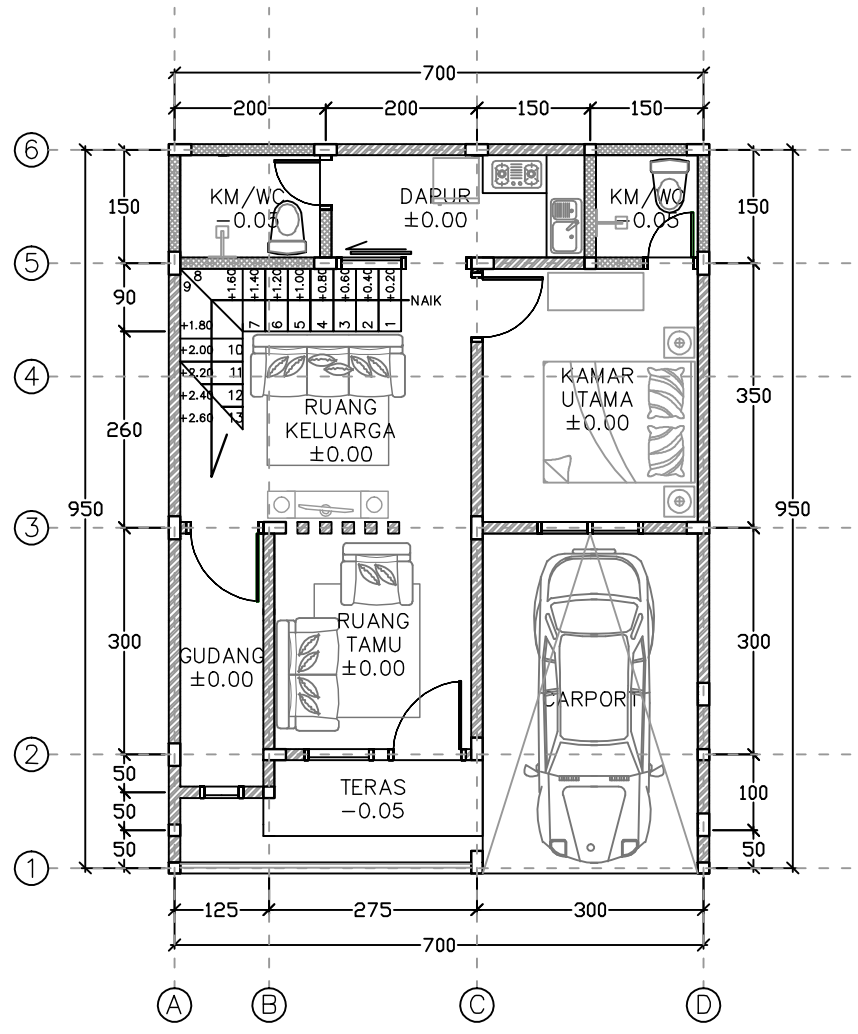 700
200 200 150 150
6
150
KM/WC
-0.05
DAPUR
±0.00
KM/WC
-0.05
150
5
90
9 8 +1.60 +1.40 +1.20 +1.00 +0.80 +0.60 +0.40 +0.20
7 6 5 4 3 2 1
NAIK
+1.80
+2.00 10
+2.20 11
+2.40 12
+2.60 13
4
260
RUANG
KELUARGA
±0.00
KAMAR
UTAMA
±0.00
350
950
950
3
300
GUDANG
±0.00
RUANG
TAMU
±0.00
CARPORT
300
2
50
50
50
TERAS
-0.05
100
50
1
125 275 300
700
A B C D